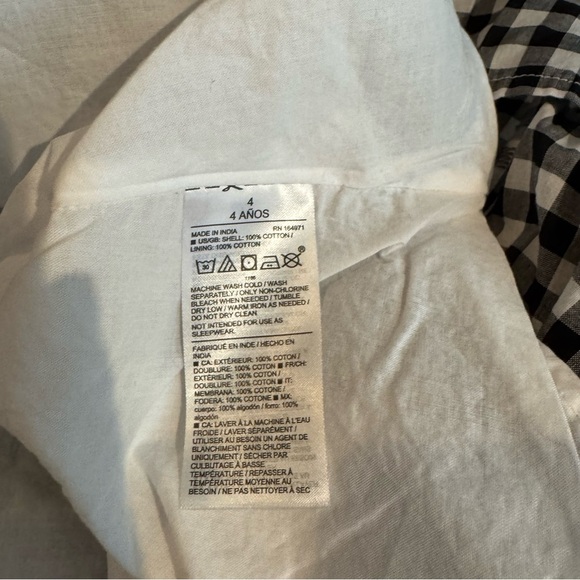 4
4 AÑOS
MADE IN INDIA RN 164971
■ US/GB: SHELL: 100% COTTON /
LINING: 100% COTTON
30
MACHINE WASH COLD / WASH
SEPARATELY / ONLY NON-CHLORINE
BLEACH WHEN NEEDED / TUMBLE
DRY LOW / WARM IRON AS NEEDED /
DO NOT DRY CLEAN
NOT INTENDED FOR USE AS
SLEEPWEAR.
FABRIQUÉ EN INDE / HECHO EN
INDIA
■ CA: EXTÉRIEUR: 100% COTON /
DOUBLURE: 100% COTON ■ FR/CH:
EXTÉRIEUR: 100% COTON /
DOUBLURE: 100% COTON ■ IT:
MEMBRANA: 100% COTONE /
FODERA: 100% COTONE ■ MX:
cuerpo: 100% algodón / forro: 100%
algodón
■ CA: LAVER À LA MACHINE À L'EAU
FROIDE / LAVER SÉPARÉMENT /
UTILISER AU BESOIN UN AGENT DE
BLANCHIMENT SANS CHLORE
UNIQUEMENT / SÉCHER PAR
CULBUTAGE À BASSE
TEMPÉRATURE / REPASSER À
TEMPÉRATURE MOYENNE AU
BESOIN / NE PAS NETTOYER À SEC